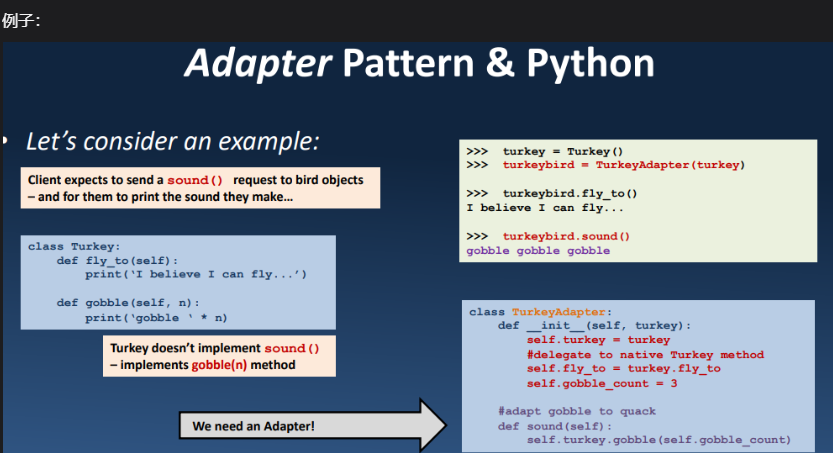 例子：
Adapter Pattern & Python
• Let's consider an example:
Client expects to send a sound() request to bird objects
– and for them to print the sound they make…
class Turkey:
    def fly_to(self):
        print(‘I believe I can fly...’)
    def gobble(self, n):
        print(‘gobble ‘ * n)
Turkey doesn't implement sound()
– implements gobble(n) method
We need an Adapter!
>>>  turkey = Turkey()
>>>  turkeybird = TurkeyAdapter(turkey)
>>>  turkeybird.fly_to()
I believe I can fly...
>>>  turkeybird.sound()
gobble gobble gobble
class TurkeyAdapter:
    def __init__(self, turkey):
        self.turkey = turkey
        #delegate to native Turkey method
        self.fly_to = turkey.fly_to
        self.gobble_count = 3
    #adapt gobble to quack
    def sound(self):
        self.turkey.gobble(self.gobble_count)